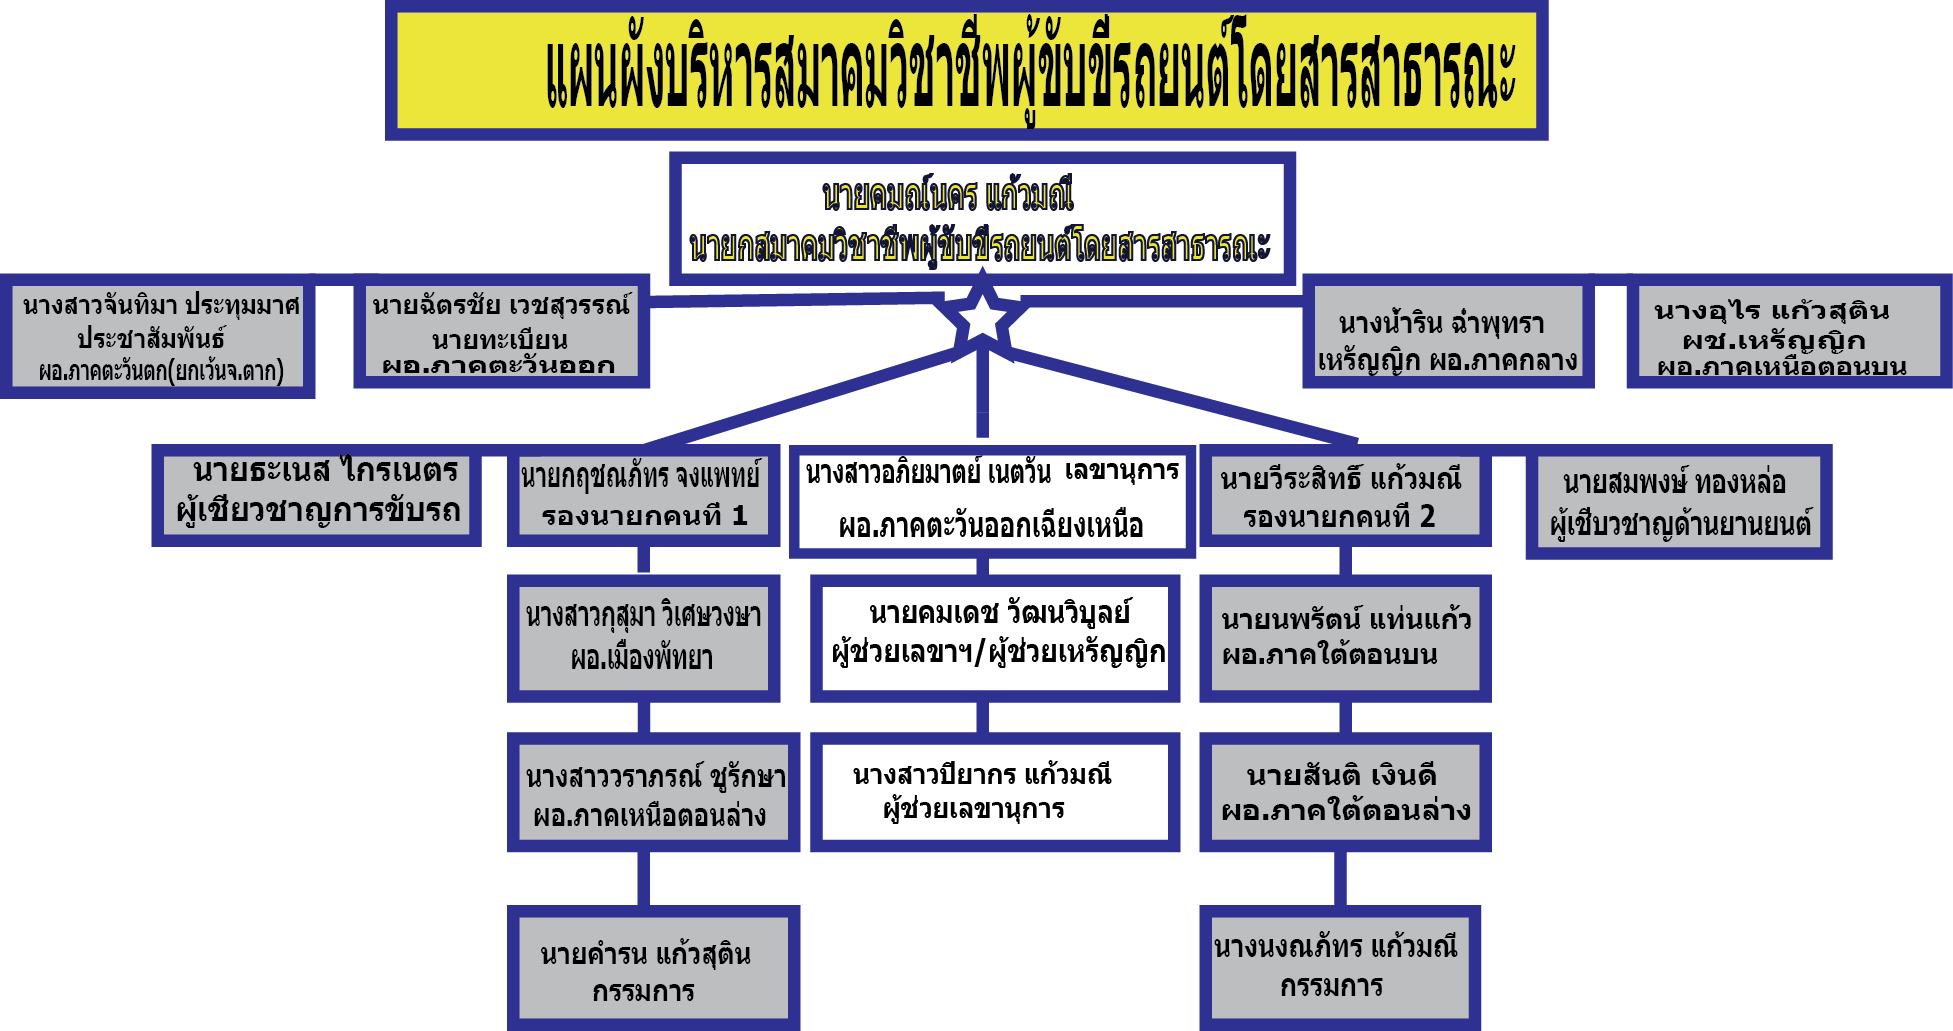 แผนผังบริหารสมาคมวิชาชีพผู้ขับขี่รถยนต์โดยสารสาธารณะ
นายคมณ์นคร แก้วมณี
นายกสมาคมวิชาชีพผู้ขับขี่รถยนต์โดยสารสาธารณะ
นางสาวจันทิมา ประทุมมาศ
ประชาสัมพันธ์
ผอ.ภาคตะวันตก(ยกเว้นจ.ตาก)
นายฉัตรชัย เวชสุวรรณ์
นายทะเบียน
ผอ.ภาคตะวันออก
นางน้ำริน ฉ่ำพุทรา
เหรัญญิก ผอ.ภาคกลาง
นางอุไร แก้วสุติน
ผช.เหรัญญิก
ผอ.ภาคเหนือตอนบน
นายธะเนส ไกรเนตร
ผู้เชี่ยวชาญการขับรถ
นายกฤชณภัทร จงแพทย์
รองนายกคนที่ 1
นางสาวอภิยมาตย์ เนตวัน เลขานุการ
ผอ.ภาคตะวันออกเฉียงเหนือ
นายวีระสิทธิ์ แก้วมณี
รองนายกคนที่ 2
นายสมพงษ์ ทองหล่อ
ผู้เชี่บวชาญด้านยานยนต์
นางสาวกุสุมา วิเศษวงษา
ผอ.เมืองพัทยา
นายคมเดช วัฒนวิบูลย์
ผู้ช่วยเลขาฯ/ผู้ช่วยเหรัญญิก
นายนพรัตน์ แท่นแก้ว
ผอ.ภาคใต้ตอนบน
นางสาววราภรณ์ ชูรักษา
ผอ.ภาคเหนือตอนล่าง
นางสาวปิยากร แก้วมณี
ผู้ช่วยเลขานุการ
นายสันติ เงินดี
ผอ.ภาคใต้ตอนล่าง
นายคำรน แก้วสุติน
กรรมการ
นางนงณภัทร แก้วมณี
กรรมการ